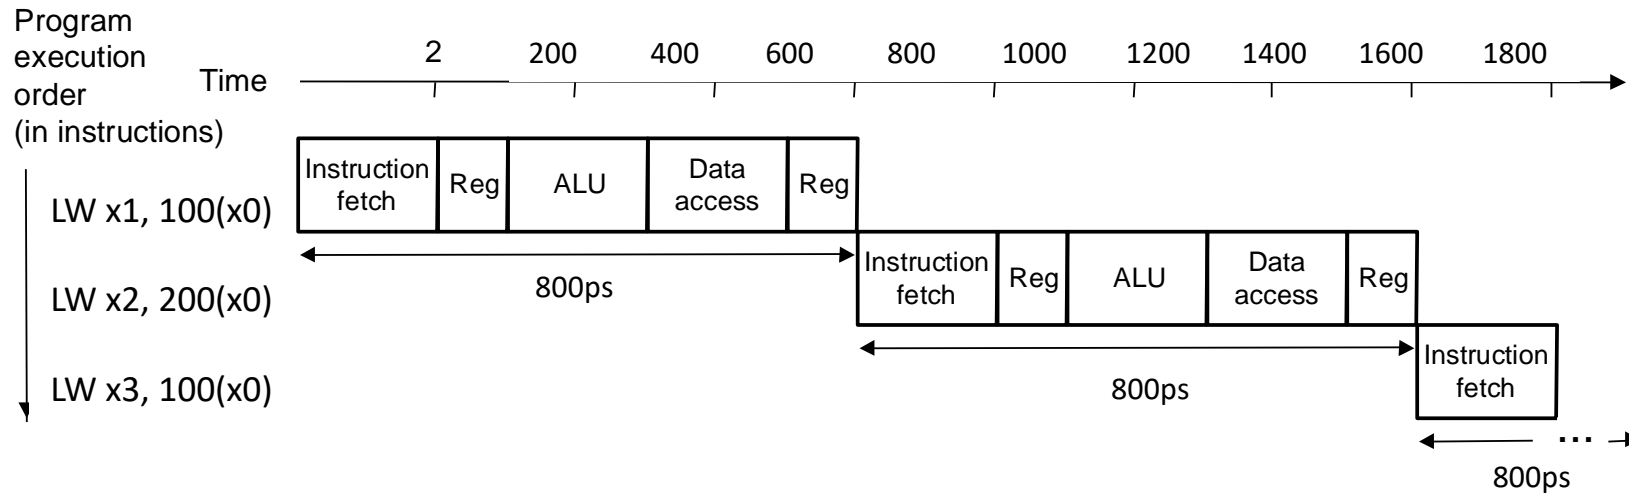 Program
execution
order
(in instructions)
Time
2 200 400 600 800 1000 1200 1400 1600 1800
LW x1, 100(x0)
Instruction
fetch
Reg
ALU
Data
access
Reg
800ps
LW x2, 200(x0)
Instruction
fetch
Reg
ALU
Data
access
Reg
800ps
LW x3, 100(x0)
Instruction
fetch
...
800ps